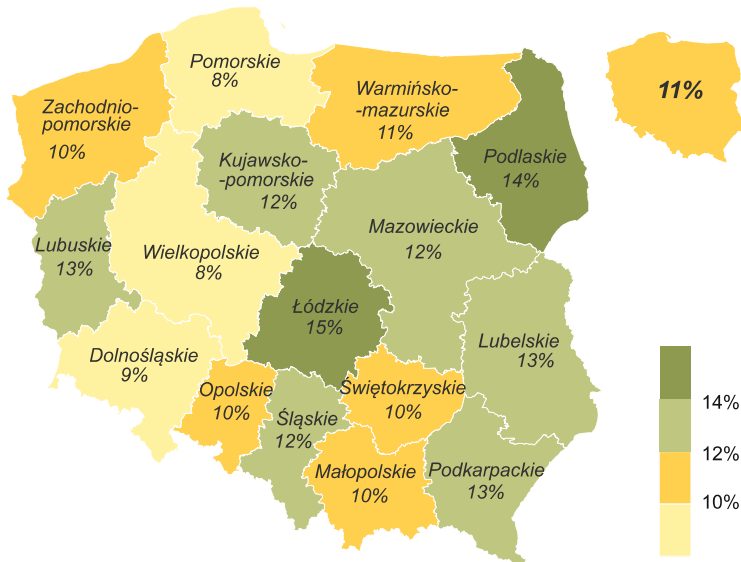 Pomorskie
8%
Zachodnio-
pomorskie
10%
Warmińsko-
-mazurskie
11%
11%
Podlaskie
14%
Kujawsko-
-pomorskie
12%
Mazowieckie
12%
Lubuskie
13%
Wielkopolskie
8%
Łódzkie
15%
Lubelskie
13%
Dolnośląskie
9%
Opolskie
10%
Śląskie
12%
Świętokrzyskie
10%
Małopolskie
10%
Podkarpackie
13%
14%
12%
10%